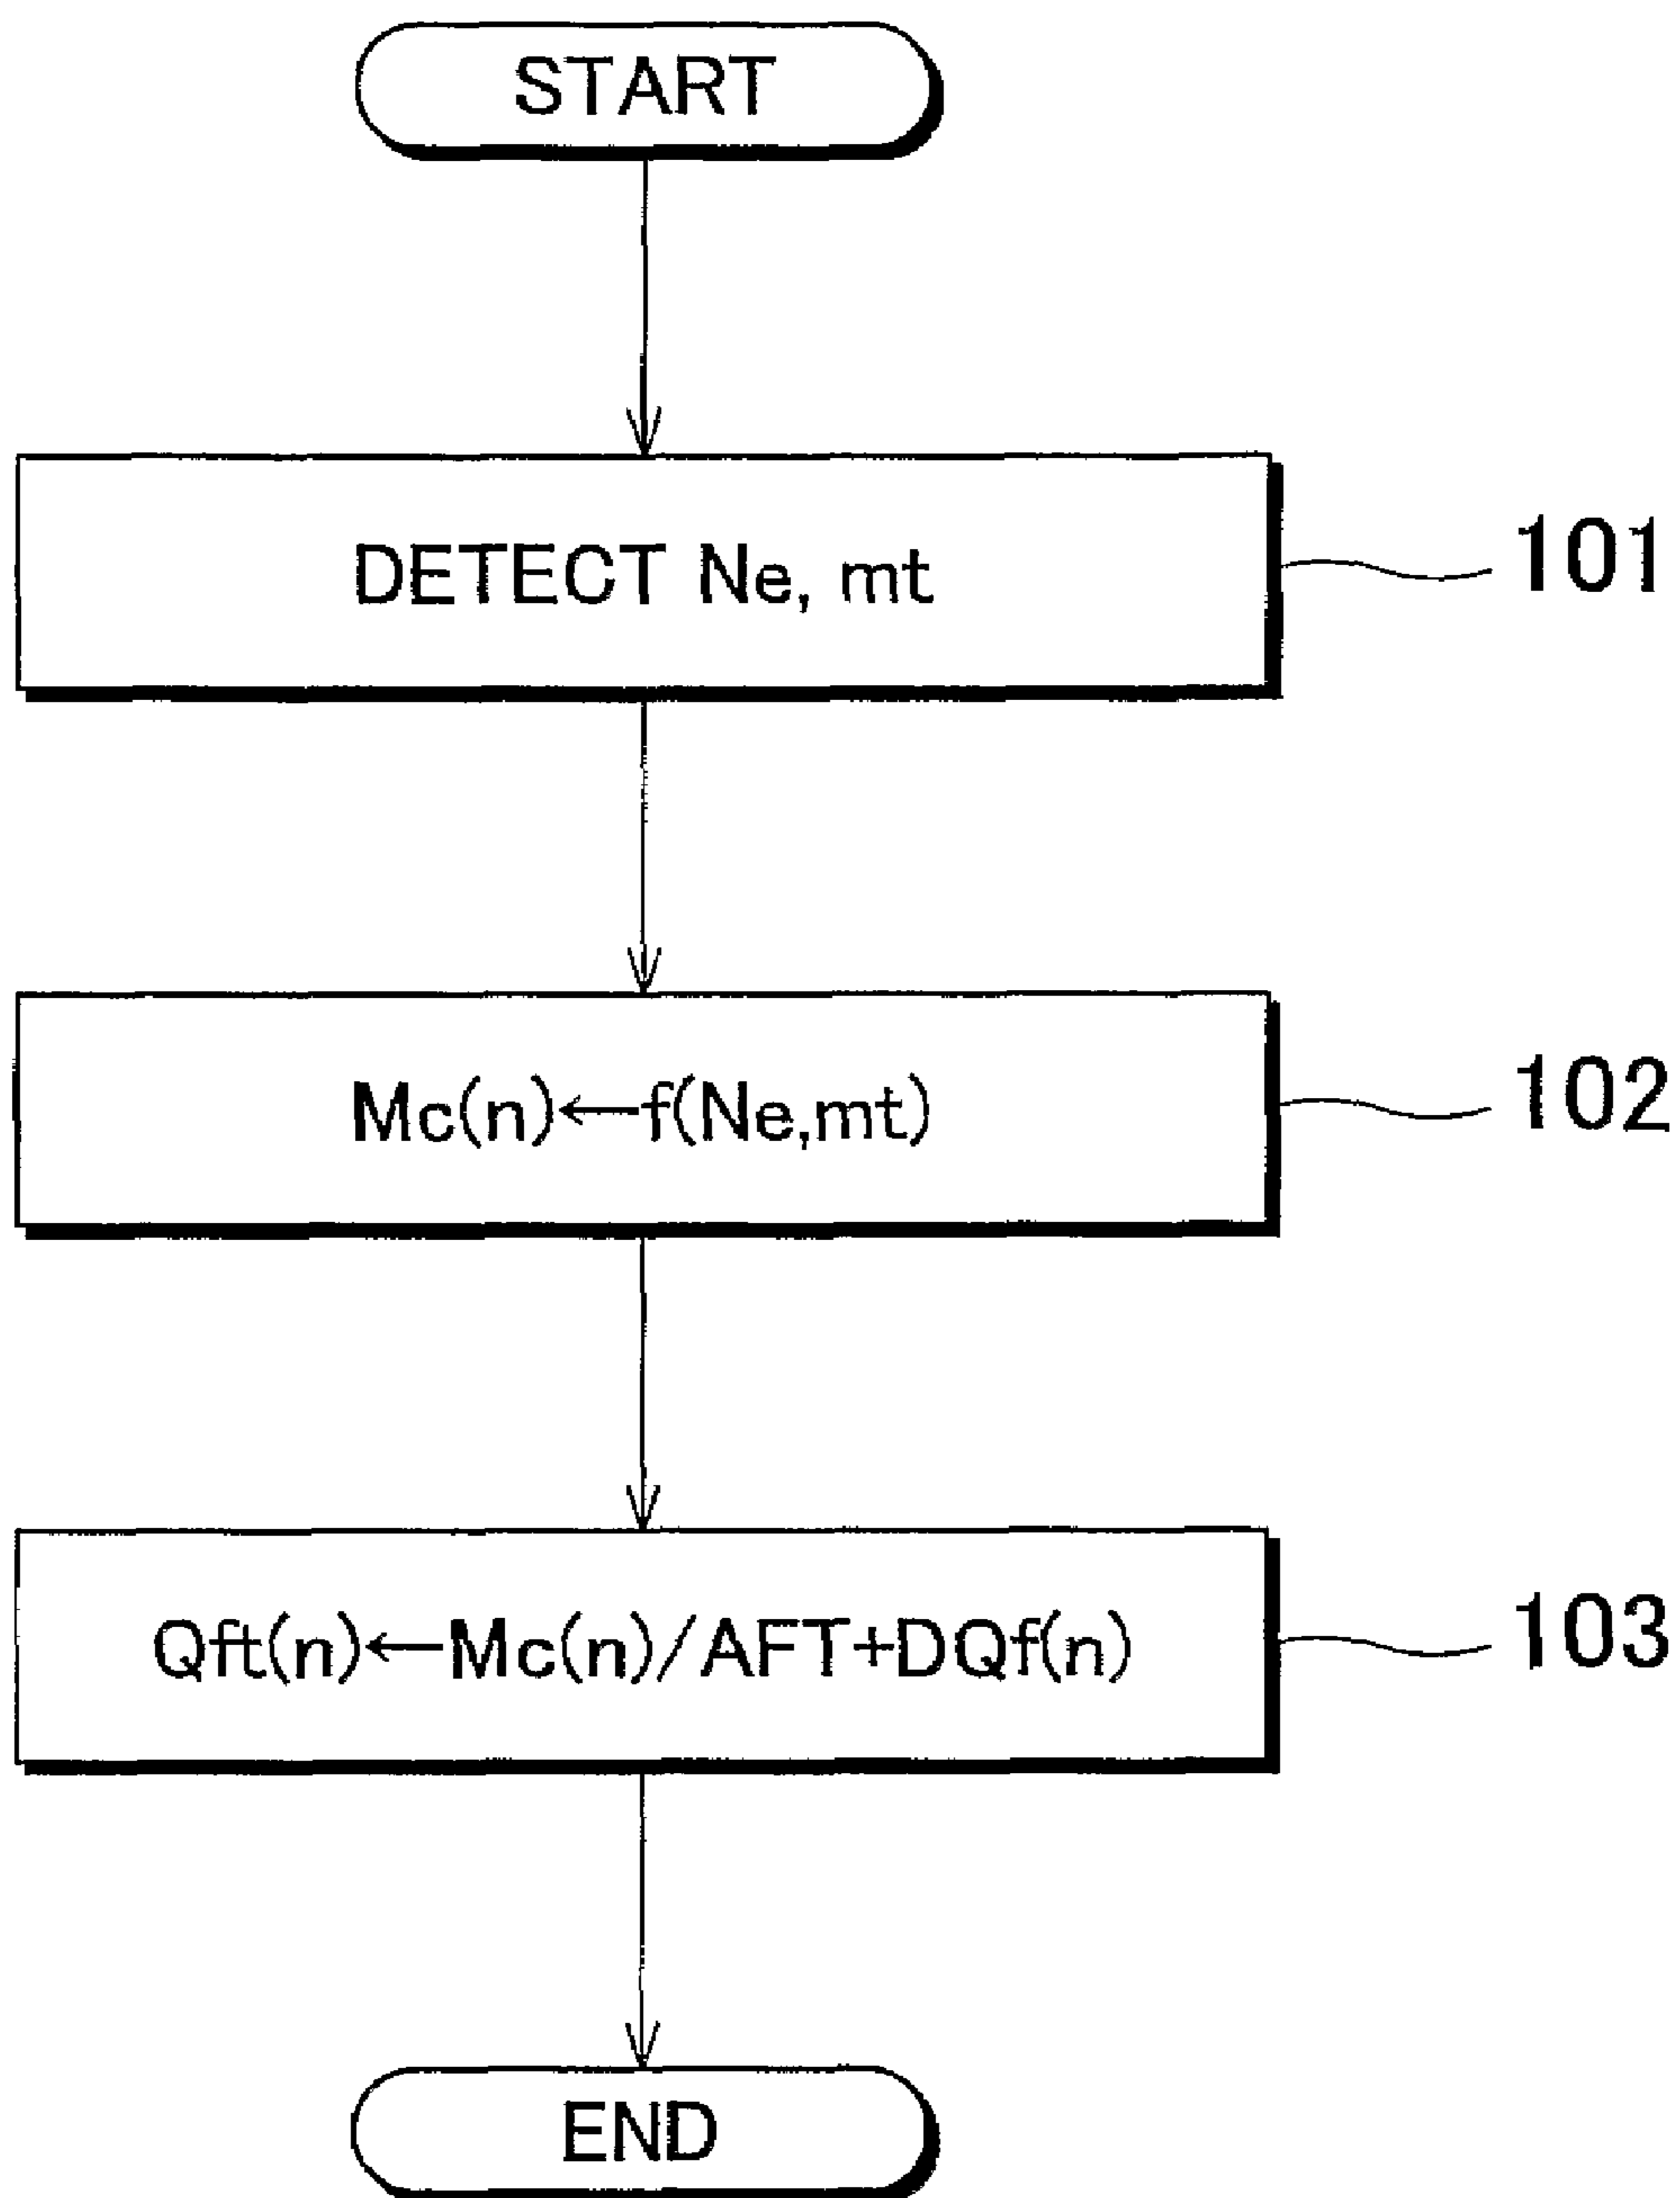 START
DETECT Ne, mt
101
Mc(n)←f(Ne,mt)
102
Qft(n)←Mc(n)/AFT+DQf(n)
103
END